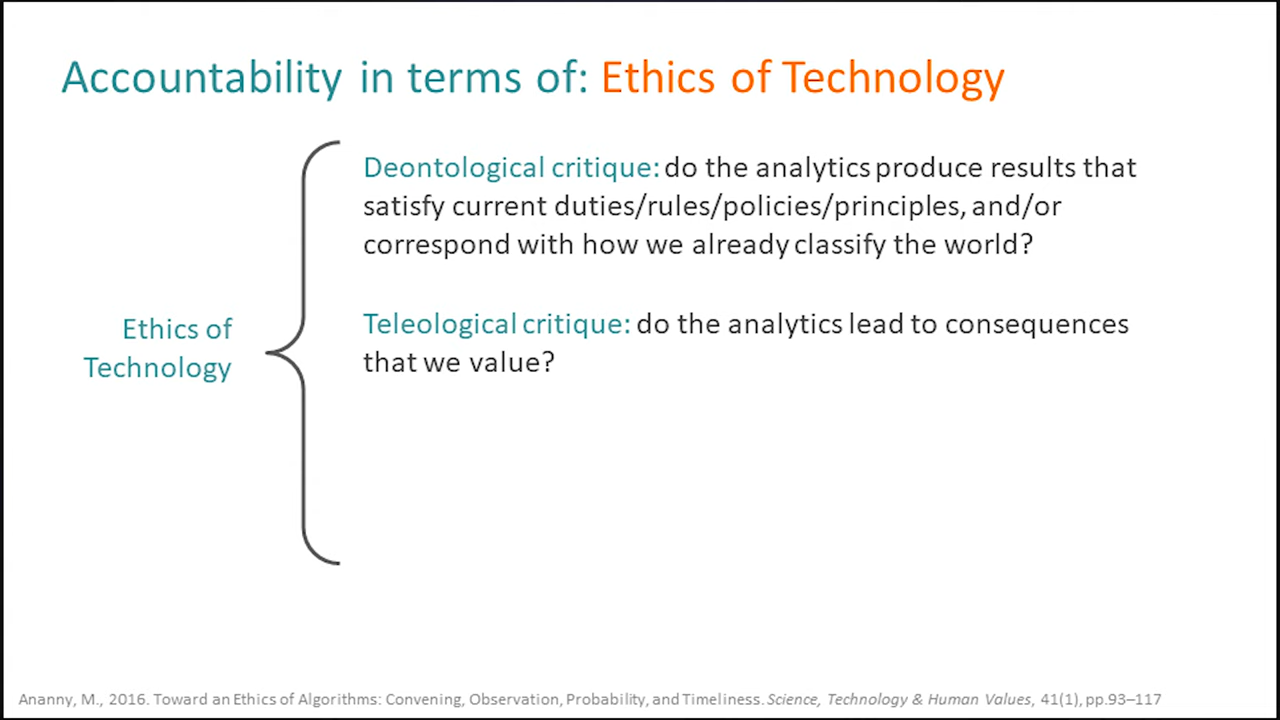 Accountability in terms of: Ethics of Technology
Deontological critique: do the analytics produce results that
satisfy current duties/rules/policies/principles, and/or
correspond with how we already classify the world?
Ethics of
Technology
Teleological critique: do the analytics lead to consequences
that we value?
Ananny, M., 2016. Toward an Ethics of Algorithms: Convening, Observation, Probability, and Timeliness. Science, Technology & Human Values, 41(1), pp.93–117